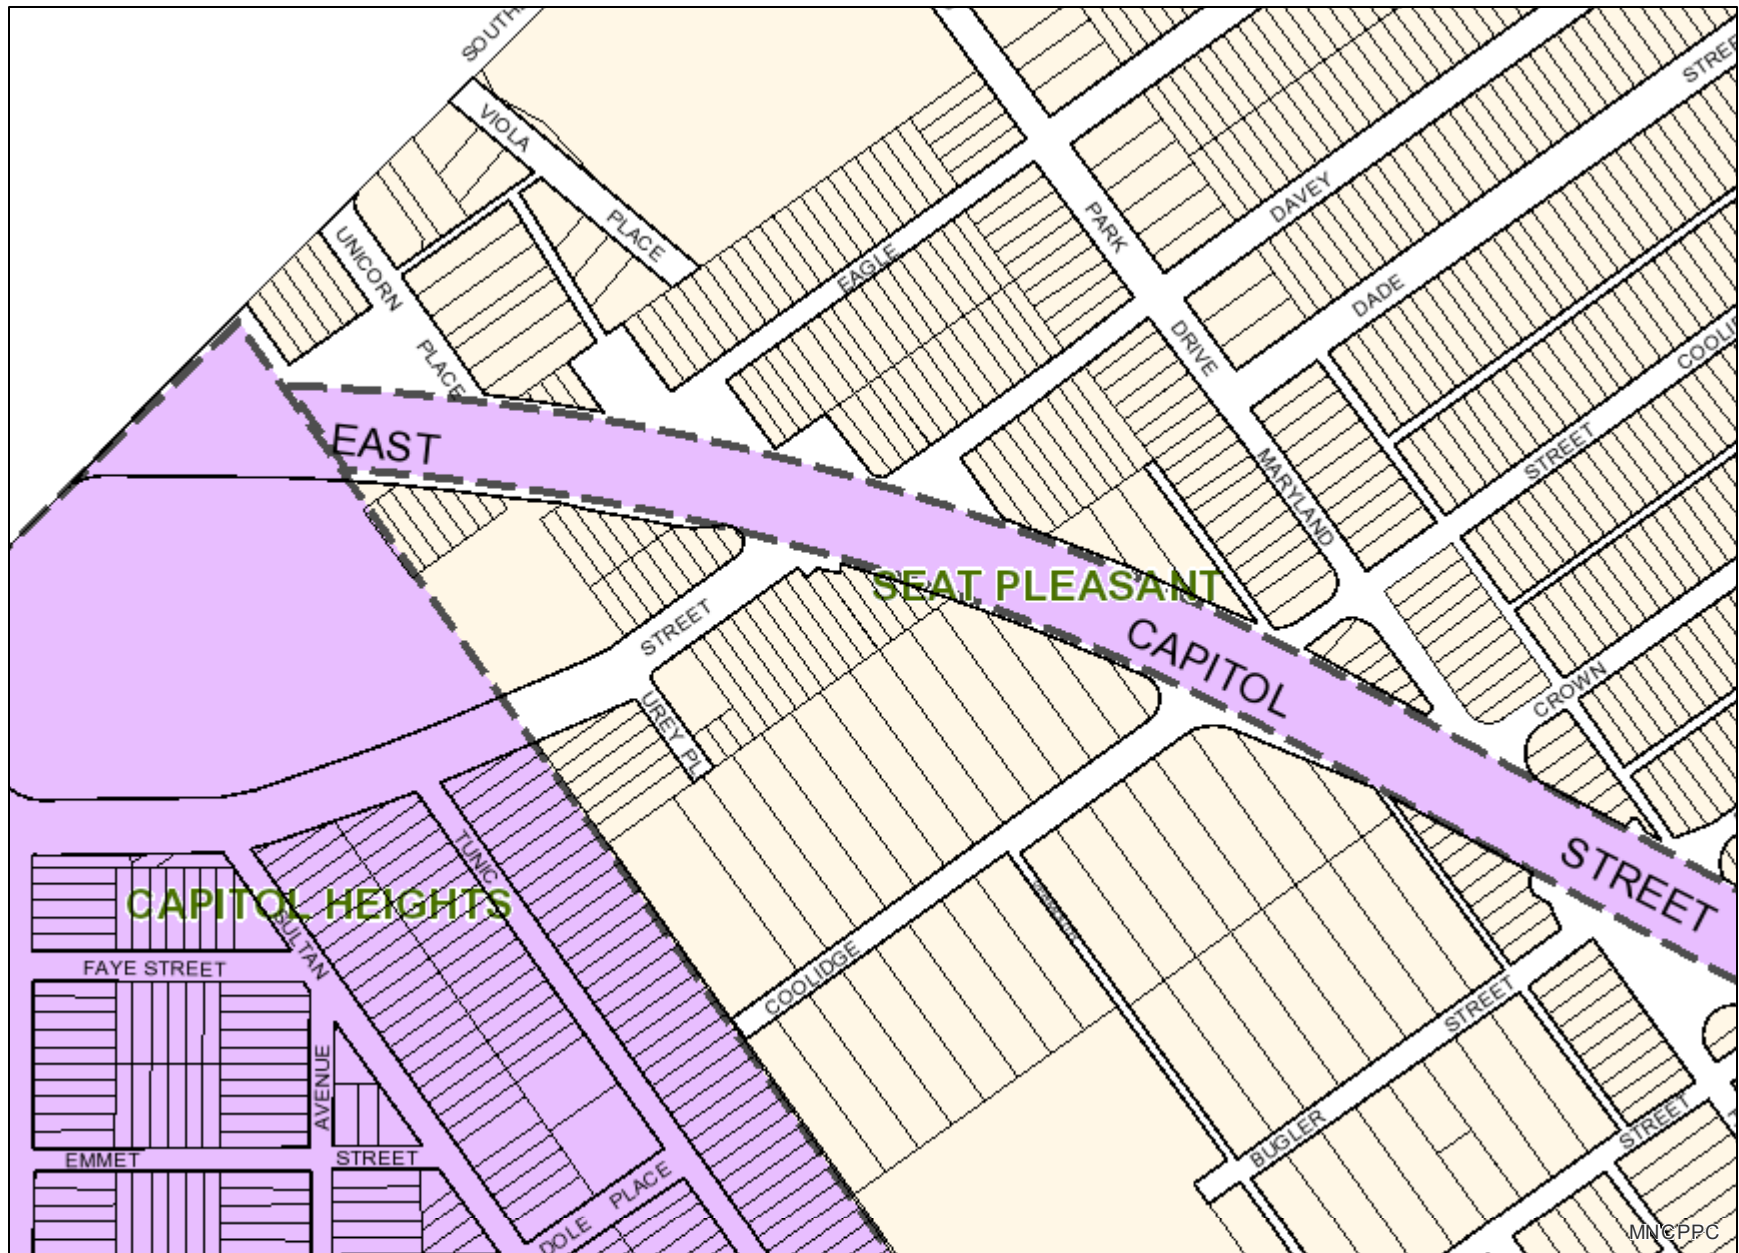 SOUTH
VIOLA
PLACE
UNICORN
PLACE
EAGLE
PARK
DRIVE
DAVEY
STREE
DADE
COOLI
STREET
MARYLAND
EAST
CAPITOL
STREET
SEAT PLEASANT
STREET
UREY PL
CROWN
TUNIC
CAPITOL HEIGHTS
SULTAN
AVENUE
FAYE STREET
EMMET
STREET
COOLIDGE
STREET
BUGLER
STREET
DOLE
PLACE
MNCPPC